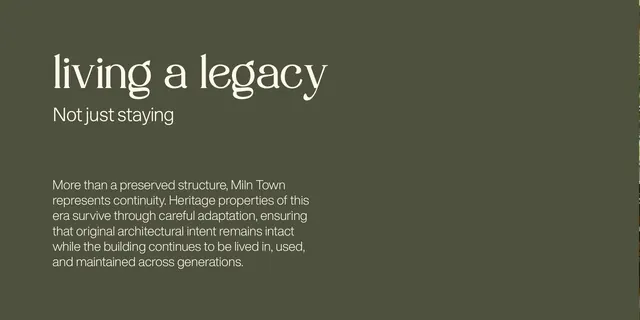 living a legacy
Not just staying
More than a preserved structure, Miln Town
represents continuity. Heritage properties of this
era survive through careful adaptation, ensuring
that original architectural intent remains intact
while the building continues to be lived in, used,
and maintained across generations.